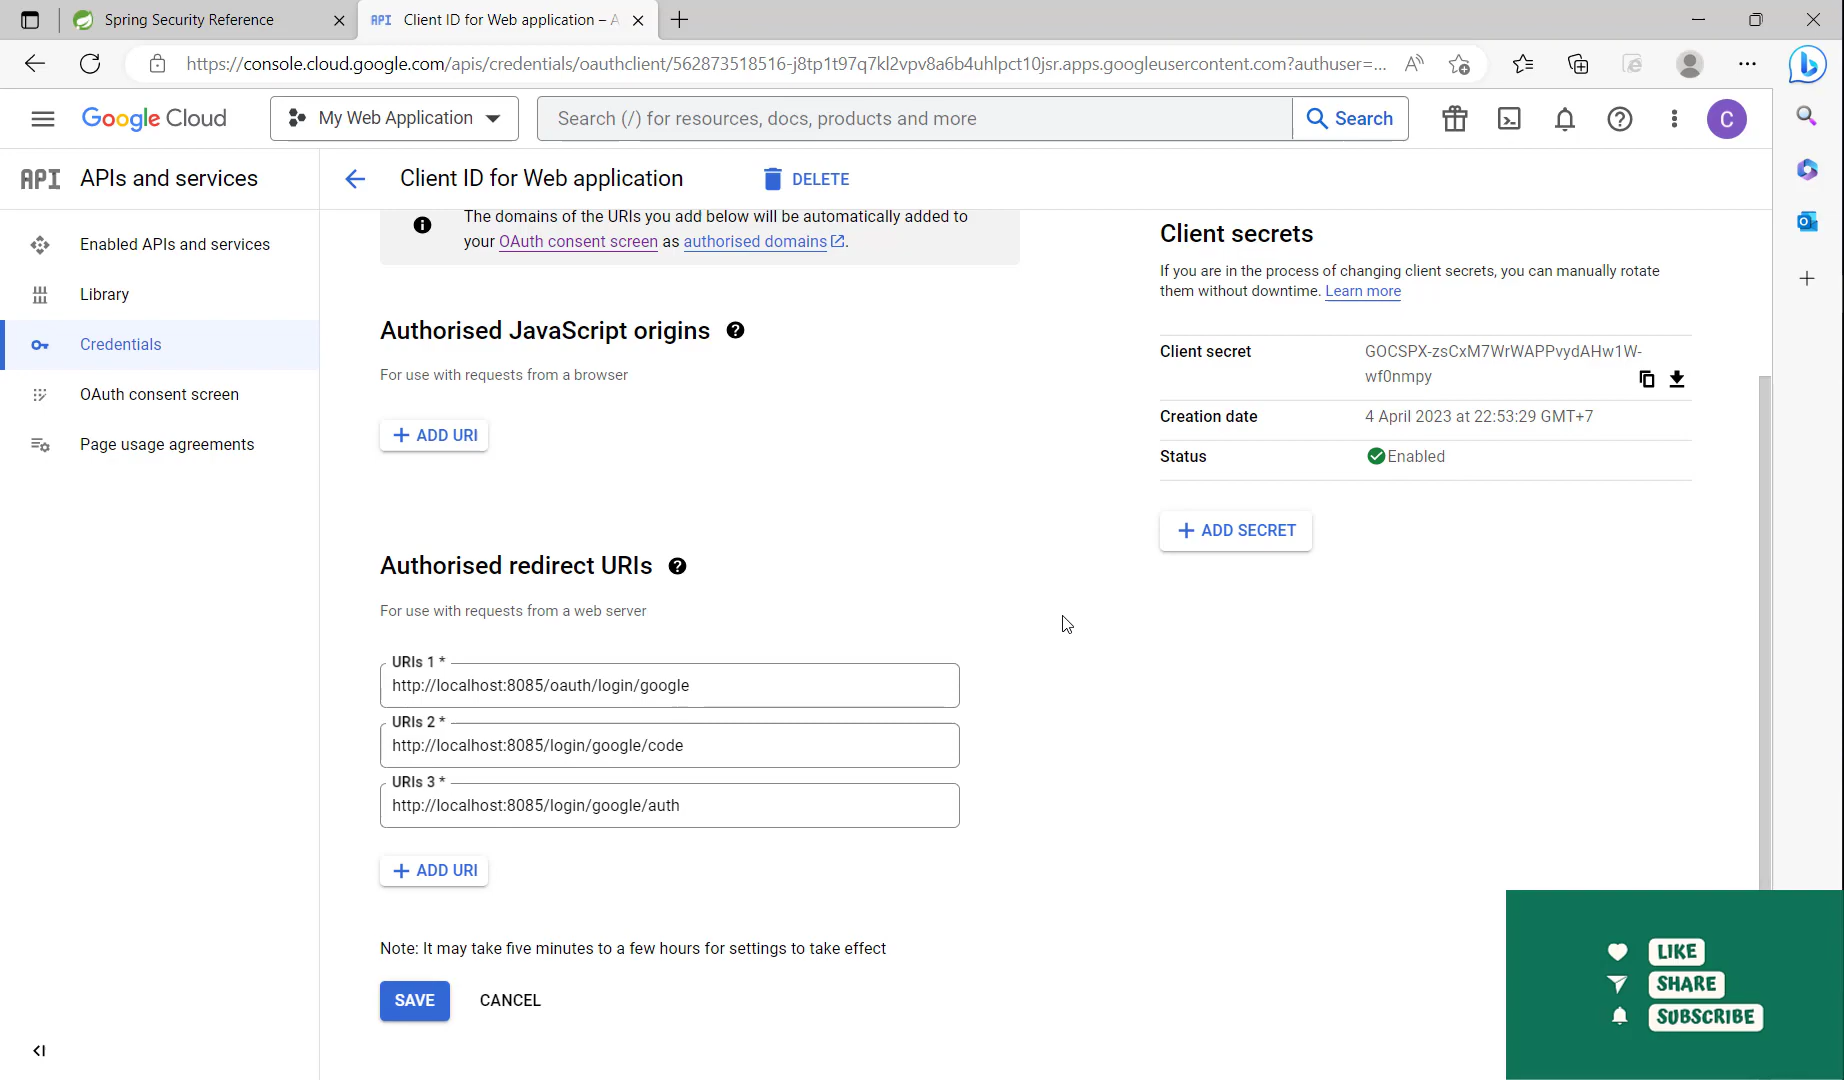 Spring Security Reference
API Client ID for Web application – A
https://console.cloud.google.com/apis/credentials/oauthclient/562873518516-j8tp1t97q7kl2vpv8a6b4uhlpct10jsr.apps.googleusercontent.com?authuser=...
Google Cloud
My Web Application
Search (/) for resources, docs, products and more
Search
C
API APIs and services
Client ID for Web application
DELETE
Enabled APIs and services
Library
Credentials
OAuth consent screen
Page usage agreements
The domains of the URIs you add below will be automatically added to
your OAuth consent screen as authorised domains.
Authorised JavaScript origins
For use with requests from a browser
+ ADD URI
Authorised redirect URIs
For use with requests from a web server
URIs 1 *
http://localhost:8085/oauth/login/google
URIs 2 *
http://localhost:8085/login/google/code
URIs 3 *
http://localhost:8085/login/google/auth
+ ADD URI
Note: It may take five minutes to a few hours for settings to take effect
SAVE
CANCEL
Client secrets
If you are in the process of changing client secrets, you can manually rotate
them without downtime. Learn more
Client secret
GOCSPX-zsCxM7WrWAPPvydAHw1W-
wf0nmpy
Creation date
4 April 2023 at 22:53:29 GMT+7
Status
Enabled
+ ADD SECRET
LIKE
SHARE
SUBSCRIBE